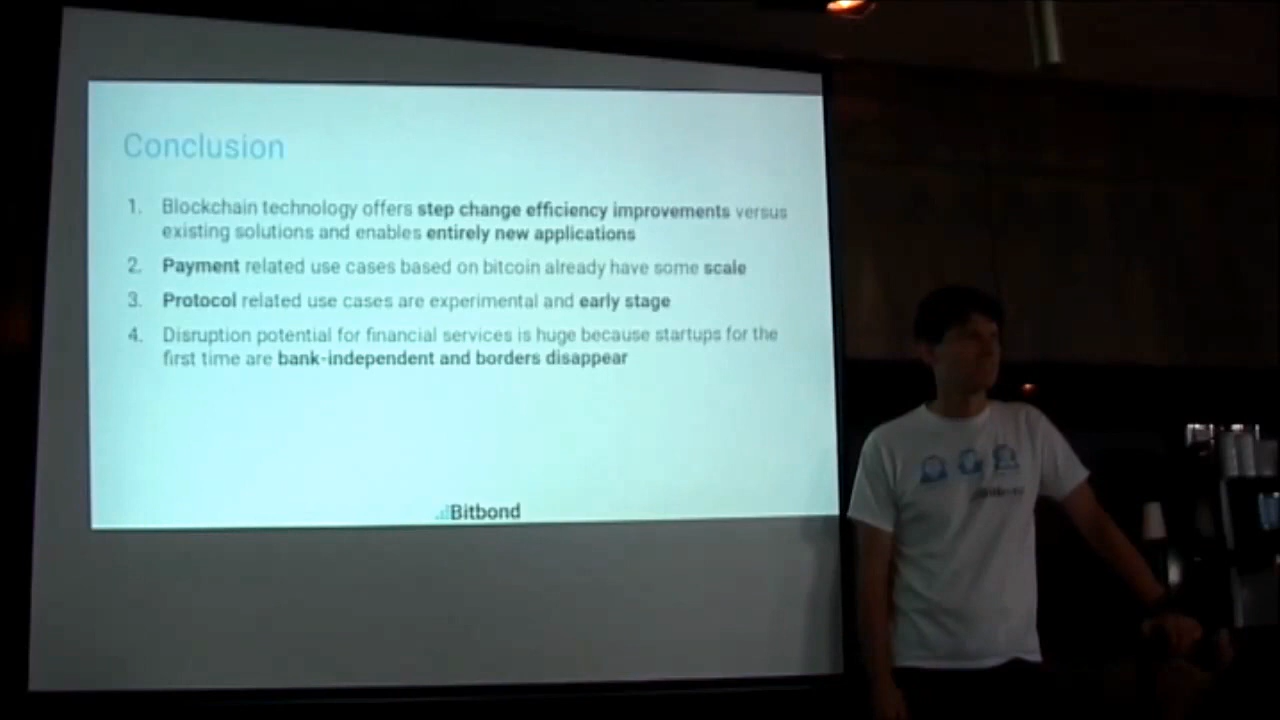 Conclusion
1. Blockchain technology offers step change efficiency improvements versus
existing solutions and enables entirely new applications
2. Payment related use cases based on bitcoin already have some scale
3. Protocol related use cases are experimental and early stage
4. Disruption potential for financial services is huge because startups for the
first time are bank-independent and borders disappear
Bitbond